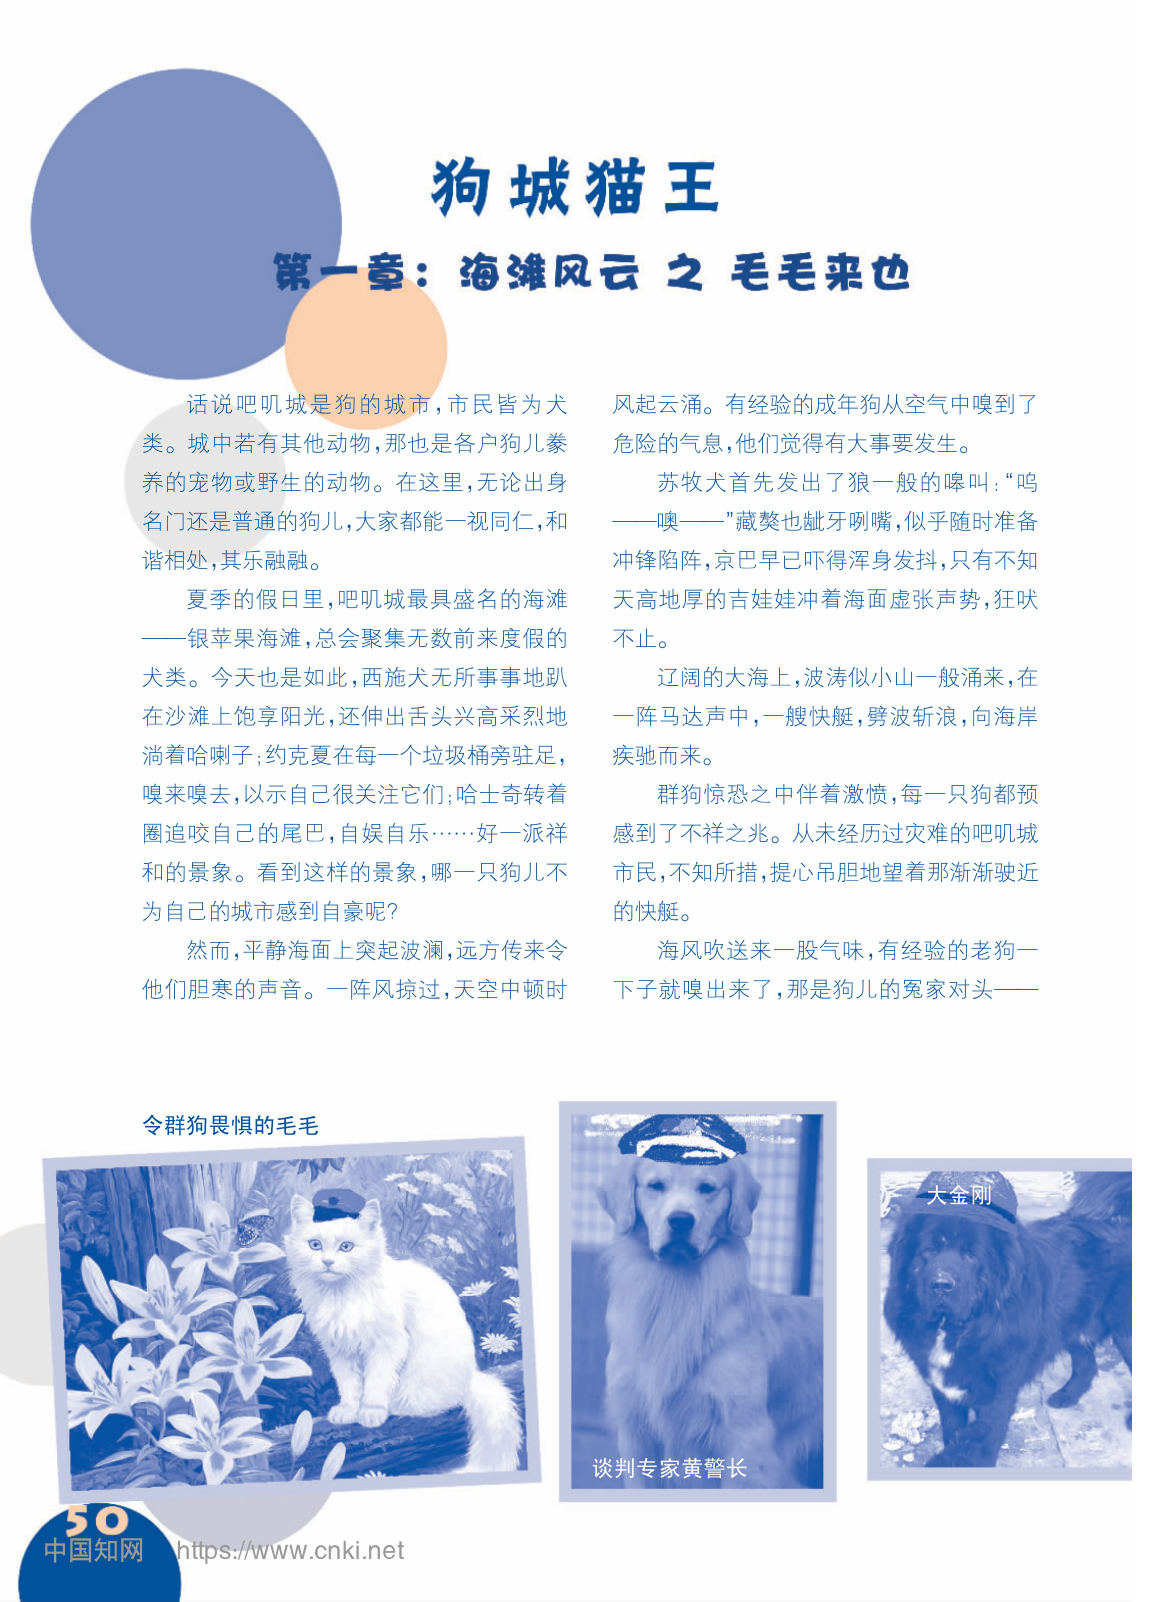 狗城猫王
第一章：海滩风云 之 毛毛来也
话说吧叽城是狗的城市，市民皆为犬
类。城中若有其他动物，那也是各户狗儿豢
养的宠物或野生的动物。在这里，无论出身
名门还是普通的狗儿，大家都能一视同仁，和
谐相处，其乐融融。
夏季的假日里，吧叽城最具盛名的海滩
——银苹果海滩，总会聚集无数前来度假的
犬类。今天也是如此，西施犬无所事事地趴
在沙滩上饱享阳光，还伸出舌头兴高采烈地
淌着哈喇子；约克夏在每一个垃圾桶旁驻足，
嗅来嗅去，以示自己很关注它们；哈士奇转着
圈追咬自己的尾巴，自娱自乐……好一派祥
和的景象。看到这样的景象，哪一只狗儿不
为自己的城市感到自豪呢？
然而，平静海面上突起波澜，远方传来令
他们胆寒的声音。一阵风掠过，天空中顿时
风起云涌。有经验的成年狗从空气中嗅到了
危险的气息，他们觉得有大事要发生。
苏牧犬首先发出了狼一般的嗥叫：“呜
——噢——”藏獒也龇牙咧嘴，似乎随时准备
冲锋陷阵，京巴早已吓得浑身发抖，只有不知
天高地厚的吉娃娃冲着海面虚张声势，狂吠
不止。
辽阔的大海上，波涛似小山一般涌来，在
一阵马达声中，一艘快艇，劈波斩浪，向海岸
疾驰而来。
群狗惊恐之中伴着激愤，每一只狗都预
感到了不祥之兆。从未经历过灾难的吧叽城
市民，不知所措，提心吊胆地望着那渐渐驶近
的快艇。
海风吹送来一股气味，有经验的老狗一
下子就嗅出来了，那是狗儿的冤家对头——
令群狗畏惧的毛毛
大金刚
谈判专家黄警长
50
中国知网 https://www.cnki.net